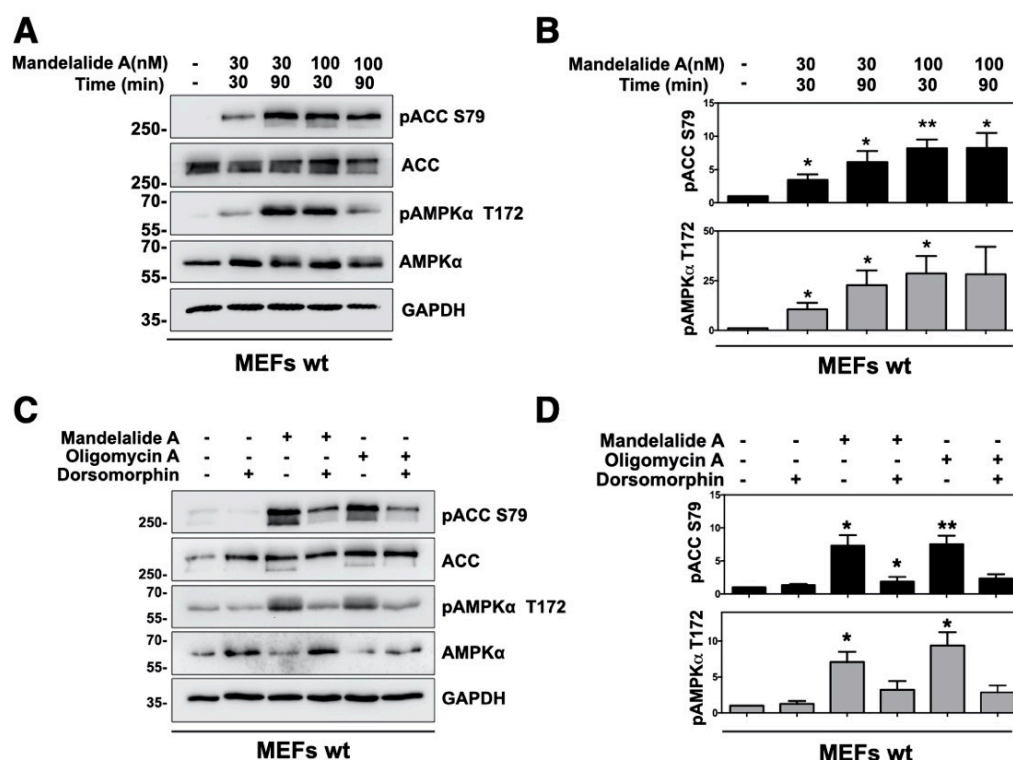 A
Mandelalide A(nM) - 30 30 100 100
Time (min) - 30 90 30 90
250- pACC S79
ACC
250-
70- pAMPKα T172
55-
70- AMPKα
55-
35- GAPDH
MEFs wt
B
Mandelalide A(nM) - 30 30 100 100
Time (min) - 30 90 30 90
pACC S79
15
10
5
0
* * ** *
pAMPKα T172
50
25
0
* * *
MEFs wt
C
Mandelalide A - - + + - -
Oligomycin A - - - - + +
Dorsomorphin - + - + - +
250- pACC S79
ACC
250-
70- pAMPKα T172
55-
70- AMPKα
55-
35- GAPDH
MEFs wt
D
Mandelalide A - - + + - -
Oligomycin A - - - - + +
Dorsomorphin - + - + - +
pACC S79
15
10
5
0
* * **
pAMPKα T172
10
5
0
* *
MEFs wt